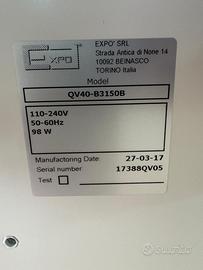 EXPO
EXPO' SRL
Strada Antica di None 14
10092 BEINASCO
TORINO Italia
Model
QV40-B3150B
110-240V
50-60Hz
98 W
Manufactoring Date: 27-03-17
Serial number 17388QV05
Test
subito